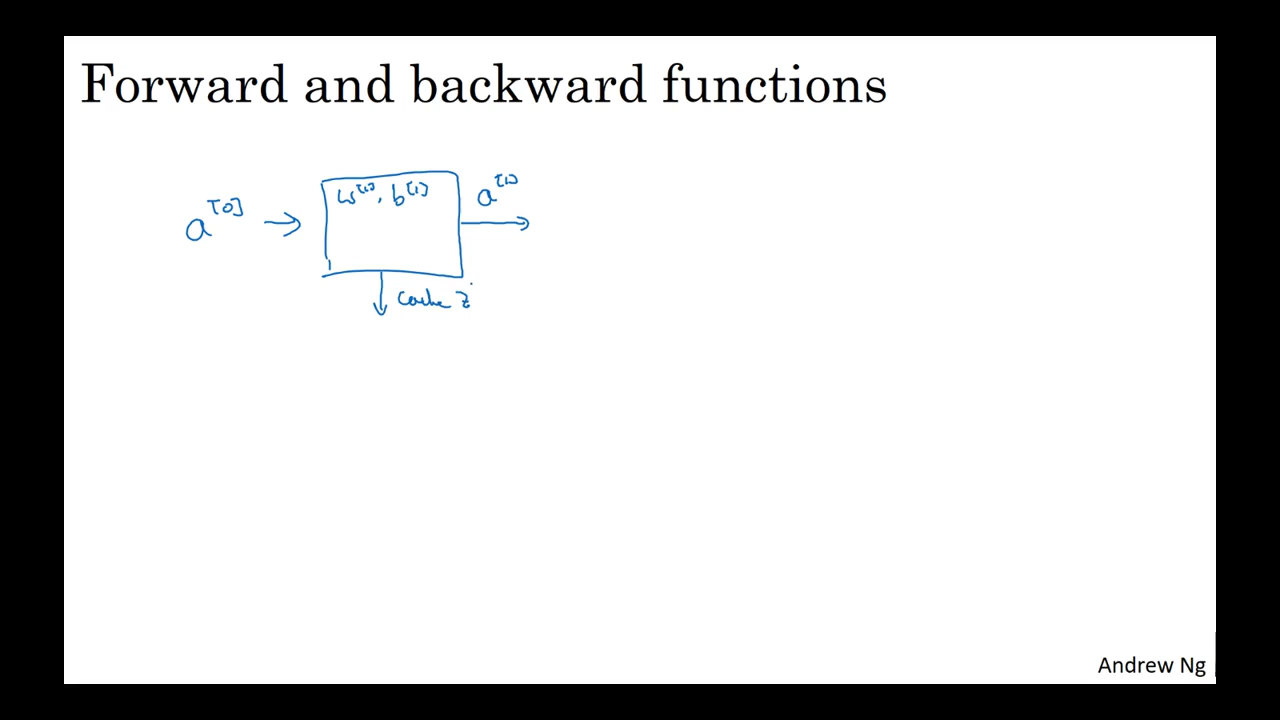 Forward and backward functions
a^[0] → w^[1], b^[1] a^[1]
cache z
Andrew Ng